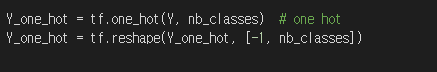 Y_one_hot = tf.one_hot(Y, nb_classes)  # one hot
Y_one_hot = tf.reshape(Y_one_hot, [-1, nb_classes])